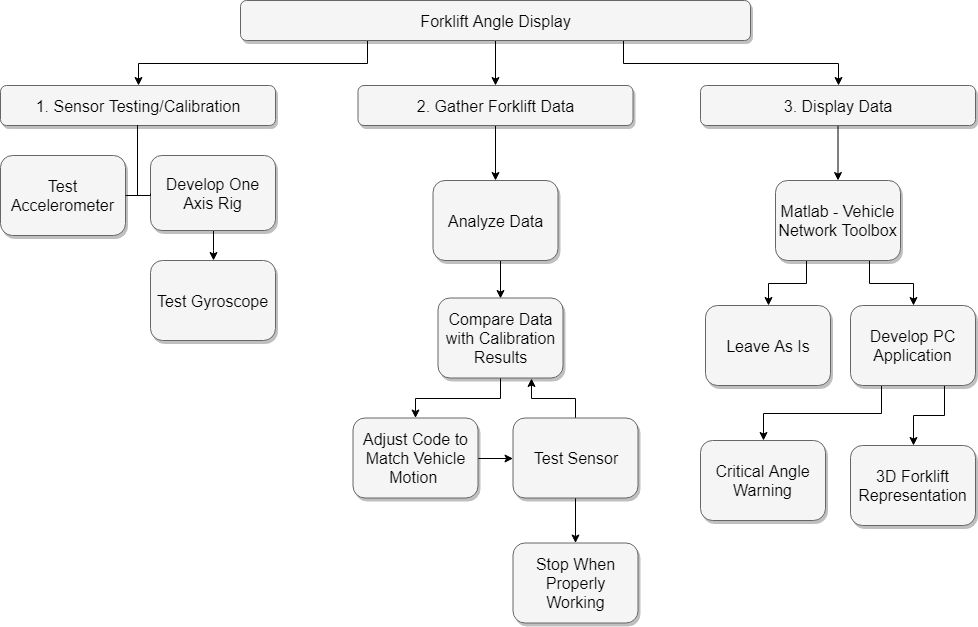 Forklift Angle Display
1. Sensor Testing/Calibration
2. Gather Forklift Data
3. Display Data
Test
Accelerometer
Develop One
Axis Rig
Test Gyroscope
Analyze Data
Compare Data
with Calibration
Results
Adjust Code to
Match Vehicle
Motion
Test Sensor
Stop When
Properly
Working
Matlab - Vehicle
Network Toolbox
Leave As Is
Develop PC
Application
Critical Angle
Warning
3D Forklift
Representation